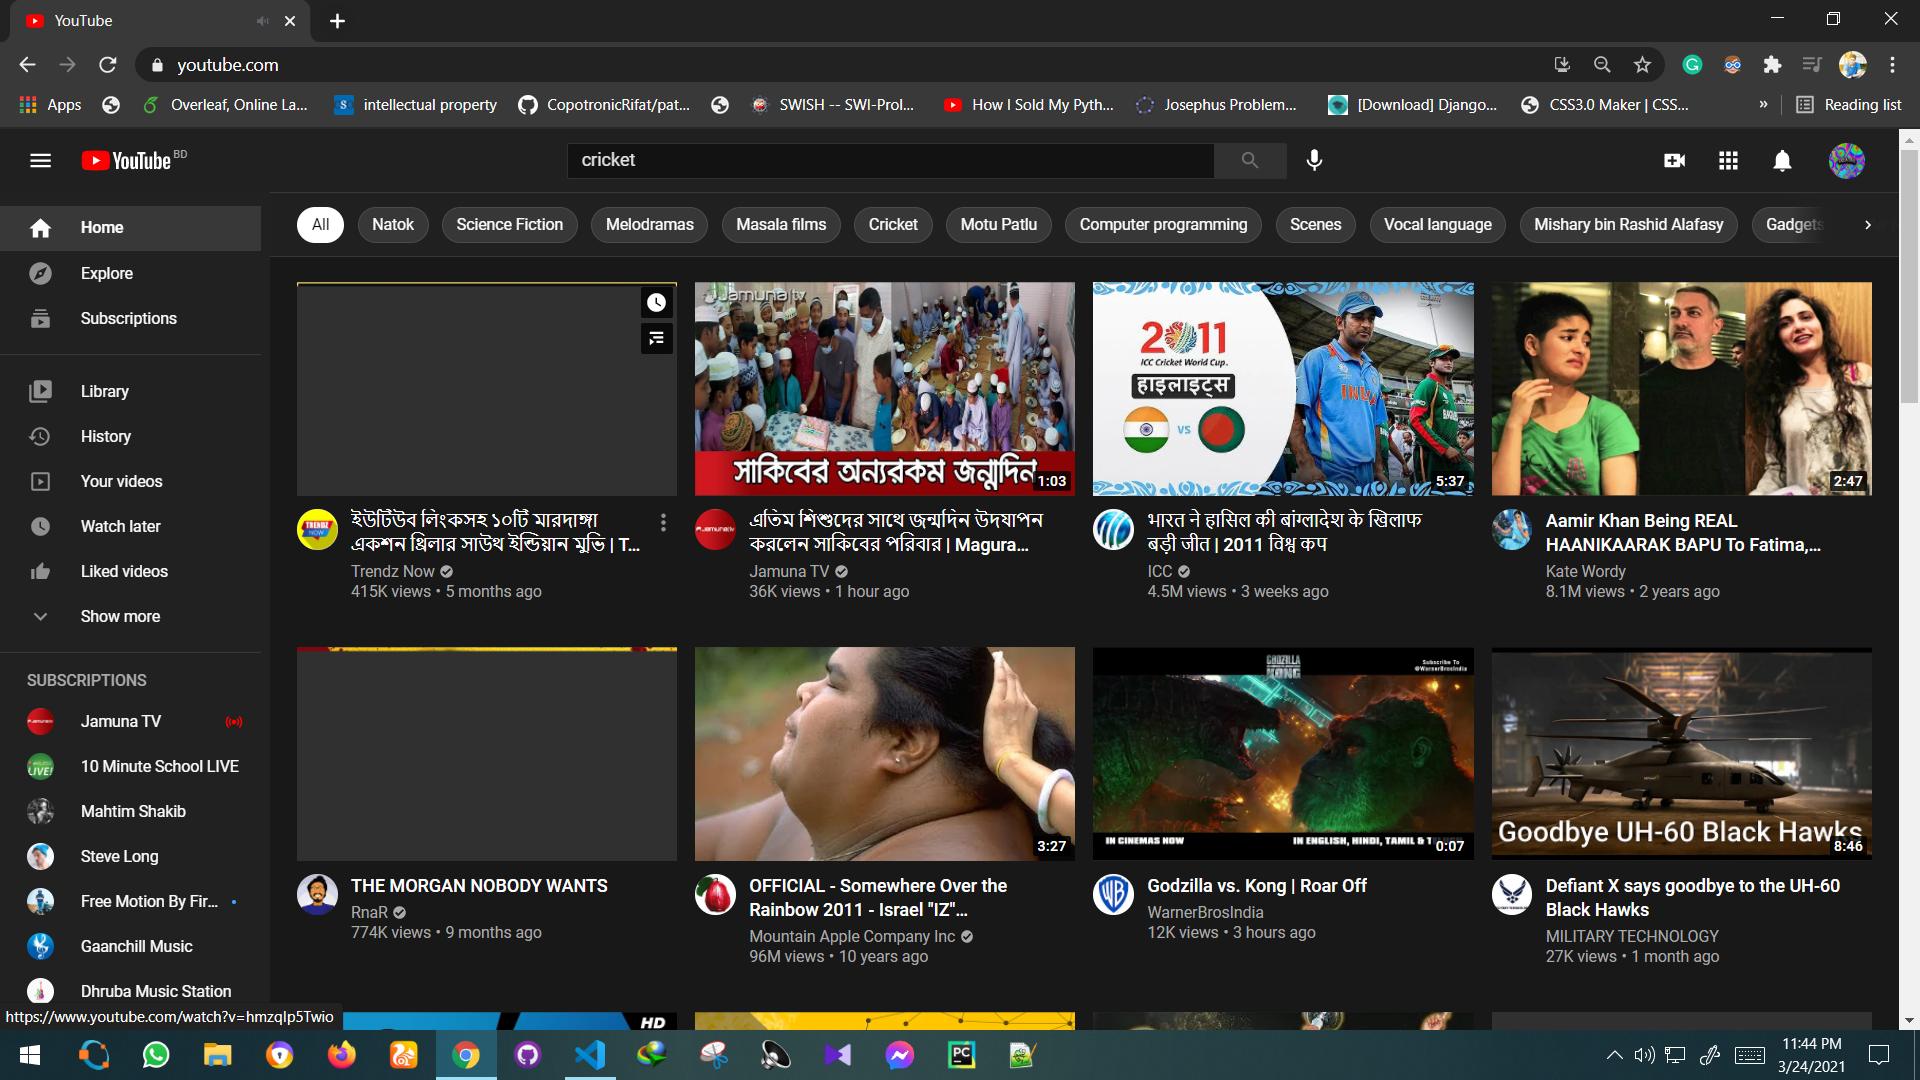 YouTube
youtube.com
Apps
Overleaf, Online La...
intellectual property
CopotronicRifat/pat...
SWISH -- SWI-Prol...
How I Sold My Pyth...
Josephus Problem...
[Download] Django...
CSS3.0 Maker | CSS...
»
Reading list
YouTube BD
cricket
Home
Explore
Subscriptions
Library
History
Your videos
Watch later
Liked videos
Show more
SUBSCRIPTIONS
Jamuna TV
10 Minute School LIVE
Mahtim Shakib
Steve Long
Free Motion By Fir...
Gaanchill Music
Dhruba Music Station
All
Natok
Science Fiction
Melodramas
Masala films
Cricket
Motu Patlu
Computer programming
Scenes
Vocal language
Mishary bin Rashid Alafasy
Gadgets
ইউটিউব লিংকসহ ১০টি মারদাঙ্গা
একশন থ্রিলার সাউথ ইন্ডিয়ান মুভি | T...
Trendz Now
415K views • 5 months ago
Jamuna tv
সাকিবের অন্যরকম জন্মদিন
1:03
এতিম শিশুদের সাথে জন্মদিন উদযাপন
করলেন সাকিবের পরিবার | Magura...
Jamuna TV
36K views • 1 hour ago
2011
ICC Cricket World Cup
हाइलाइट्स
VS
INDIA
5:37
भारत ने हासिल की बांग्लादेश के खिलाफ
बड़ी जीत | 2011 विश्व कप
ICC
4.5M views • 3 weeks ago
2:47
Aamir Khan Being REAL
HAANIKAARAK BAPU To Fatima,...
Kate Wordy
8.1M views • 2 years ago
THE MORGAN NOBODY WANTS
RnaR
774K views • 9 months ago
3:27
OFFICIAL - Somewhere Over the
Rainbow 2011 - Israel "IZ"...
Mountain Apple Company Inc
96M views • 10 years ago
GODZILLA
KONG
Subscribe To
@WarnerBrosIndia
IN CINEMAS NOW
IN ENGLISH, HINDI, TAMIL &
0:07
Godzilla vs. Kong | Roar Off
WarnerBrosIndia
12K views • 3 hours ago
Goodbye UH-60 Black Hawks
8:46
Defiant X says goodbye to the UH-60
Black Hawks
MILITARY TECHNOLOGY
27K views • 1 month ago
HD
https://www.youtube.com/watch?v=hmzqIp5Twio
11:44 PM
3/24/2021